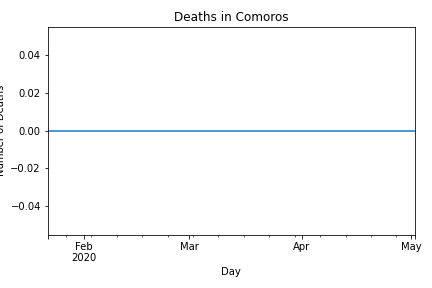 Deaths in Comoros
Number of Deaths
0.04
0.02
0.00
−0.02
−0.04
Feb
2020
Mar
Apr
May
Day